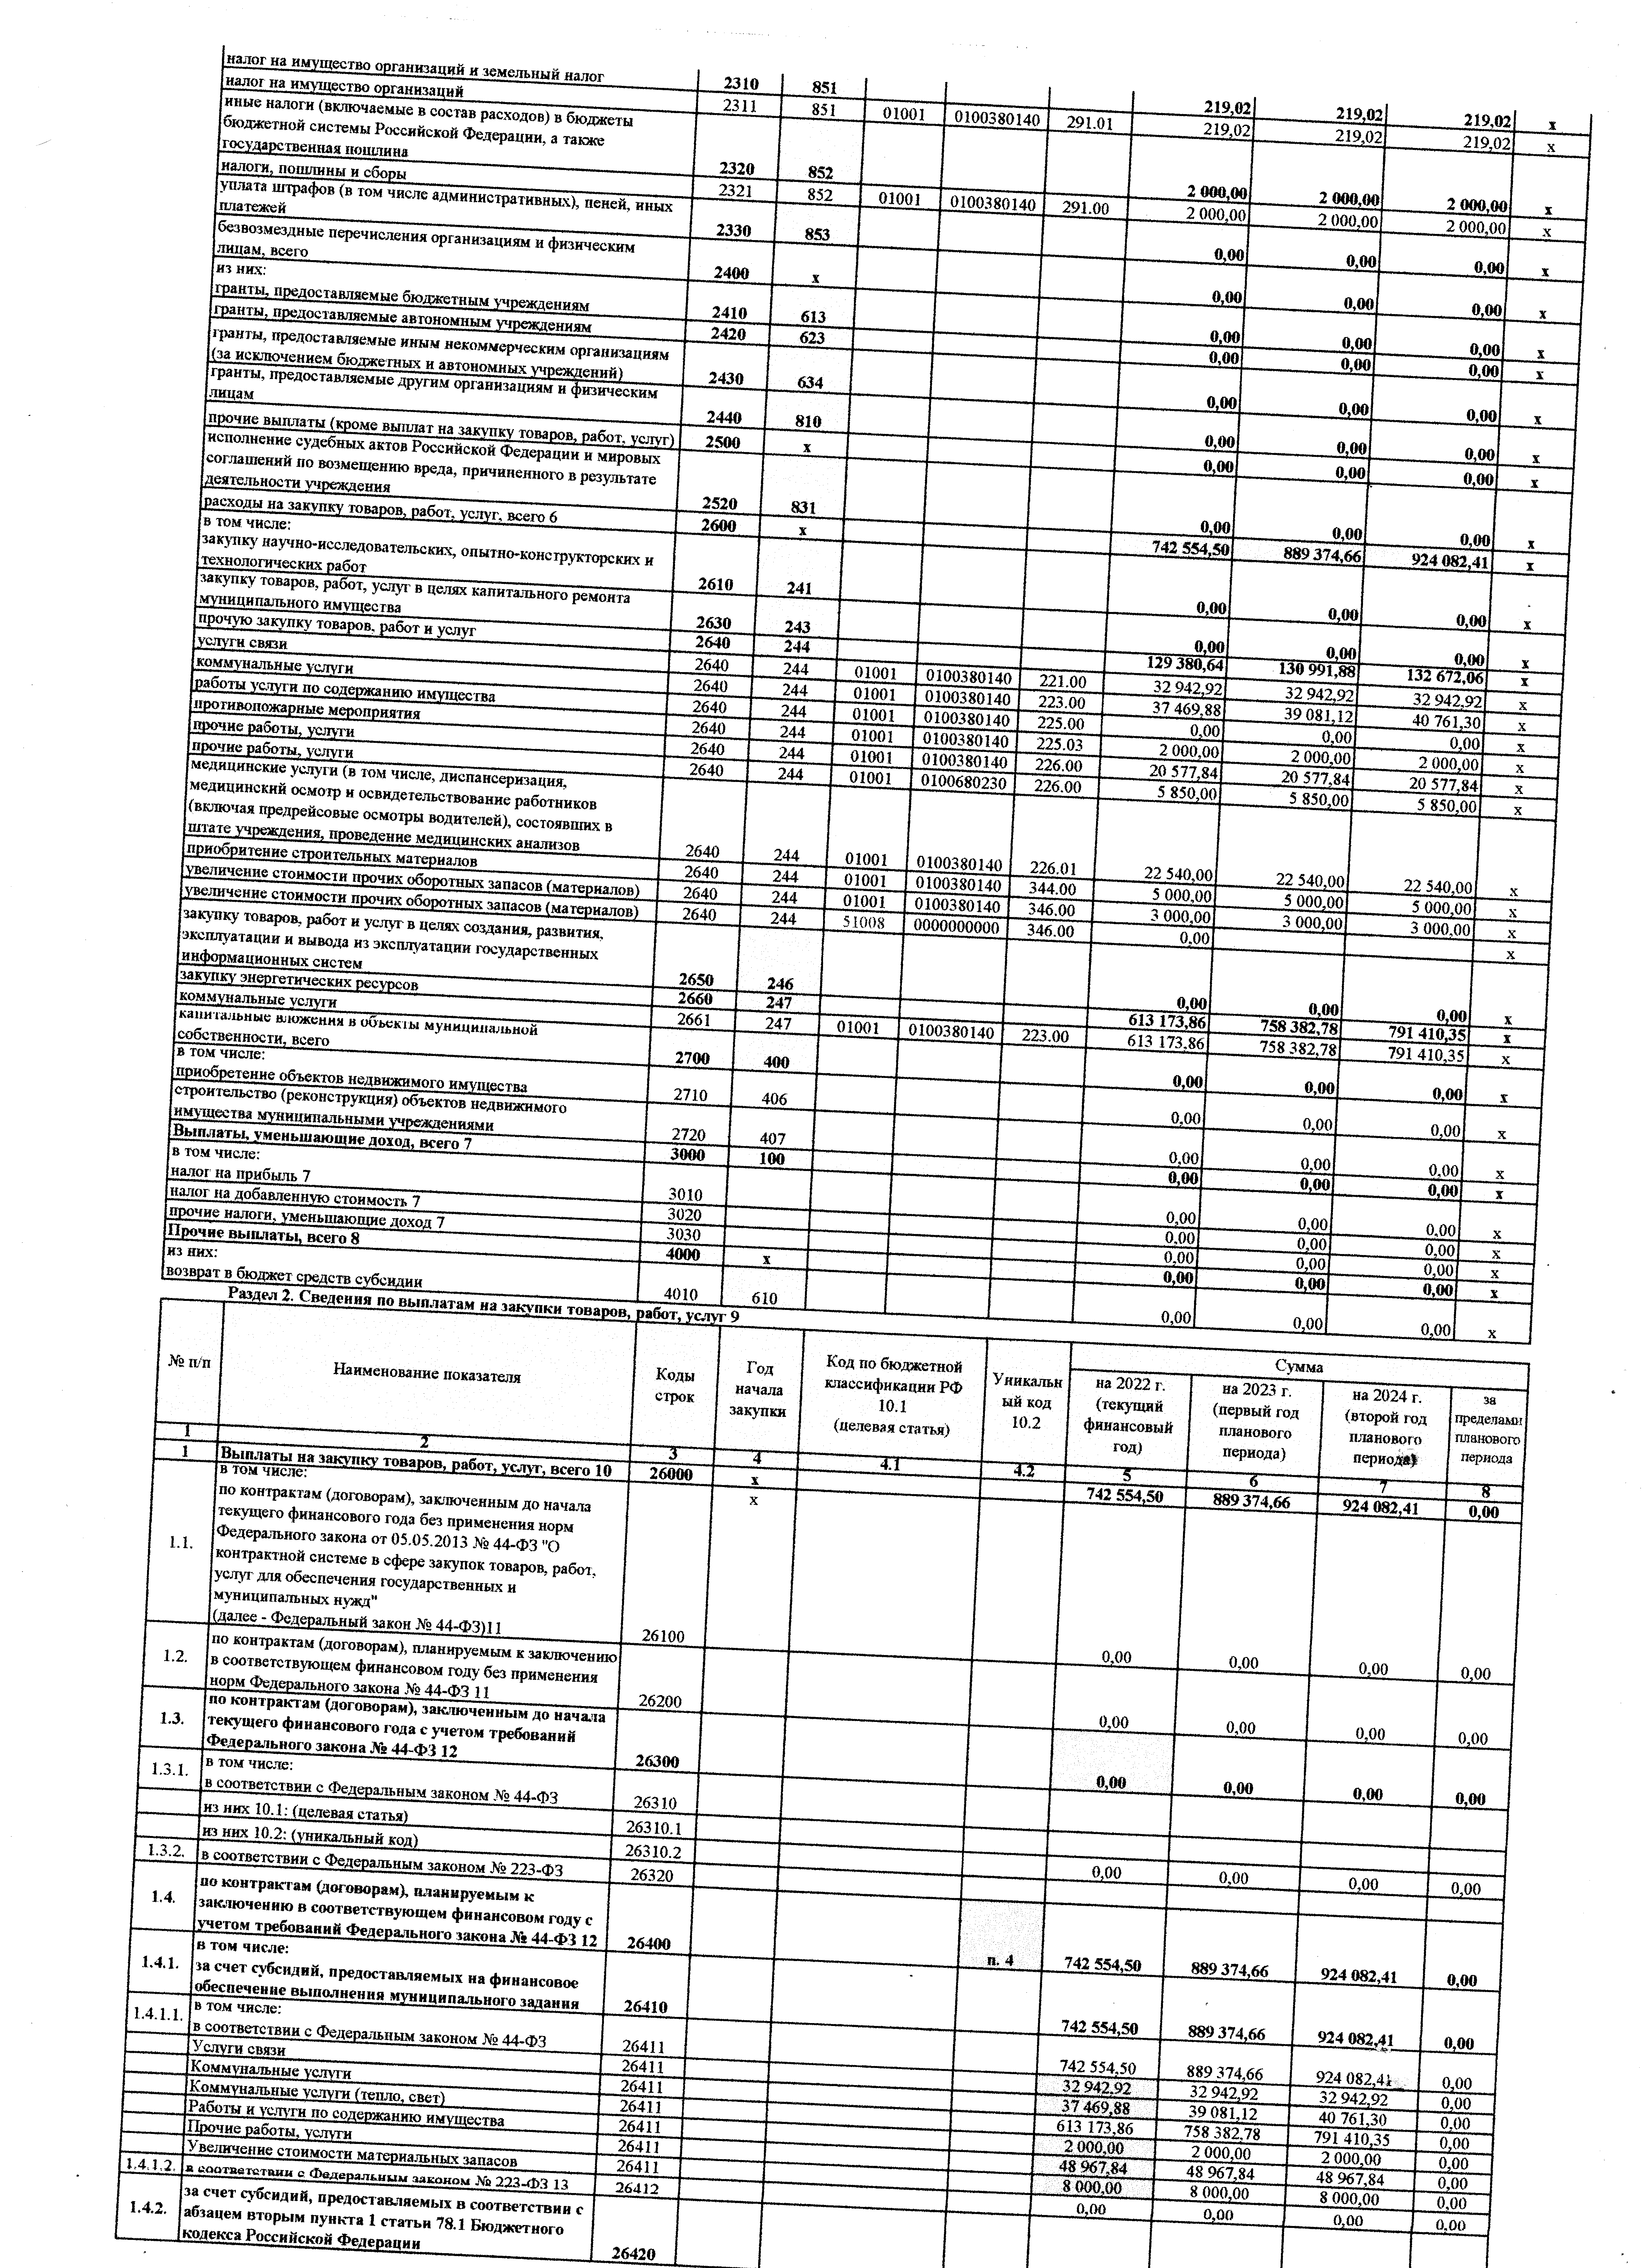 налог на имущество организаций и земельный налог 2310 851 219,02 219,02 219,02 х
налог на имущество организаций 2311 851 01001 0100380140 291.01 219,02 219,02 219,02 х
иные налоги (включаемые в состав расходов) в бюджеты
бюджетной системы Российской Федерации, а также
государственная пошлина 2320 852 2 000,00 2 000,00 2 000,00 х
налоги, пошлины и сборы 2321 852 01001 0100380140 291.00 2 000,00 2 000,00 2 000,00 х
уплата штрафов (в том числе административных), пеней, иных
платежей 2330 853 0,00 0,00 0,00 х
безвозмездные перечисления организациям и физическим
лицам, всего 2400 х 0,00 0,00 0,00 х
из них:
гранты, предоставляемые бюджетным учреждениям 2410 613 0,00 0,00 0,00 х
гранты, предоставляемые автономным учреждениям 2420 623 0,00 0,00 0,00 х
гранты, предоставляемые иным некоммерческим организациям
(за исключением бюджетных и автономных учреждений) 2430 634 0,00 0,00 0,00 х
гранты, предоставляемые другим организациям и физическим
лицам 2440 810 0,00 0,00 0,00 х
прочие выплаты (кроме выплат на закупку товаров, работ, услуг) 2500 х 0,00 0,00 0,00 х
исполнение судебных актов Российской Федерации и мировых
соглашений по возмещению вреда, причиненного в результате
деятельности учреждения 2520 831 0,00 0,00 0,00 х
расходы на закупку товаров, работ, услуг, всего 6 2600 х 742 554,50 889 374,66 924 082,41 х
в том числе:
закупку научно-исследовательских, опытно-конструкторских и
технологических работ 2610 241 0,00 0,00 0,00 х
закупку товаров, работ, услуг в целях капитального ремонта
муниципального имущества 2630 243 0,00 0,00 0,00 х
прочую закупку товаров, работ и услуг 2640 244 129 380,64 130 991,88 132 672,06 х
услуги связи 2640 244 01001 0100380140 221.00 32 942,92 32 942,92 32 942,92 х
коммунальные услуги 2640 244 01001 0100380140 223.00 37 469,88 39 081,12 40 761,30 х
работы услуги по содержанию имущества 2640 244 01001 0100380140 225.00 0,00 0,00 0,00 х
противопожарные мероприятия 2640 244 01001 0100380140 225.03 2 000,00 2 000,00 2 000,00 х
прочие работы, услуги 2640 244 01001 0100380140 226.00 20 577,84 20 577,84 20 577,84 х
прочие работы, услуги 2640 244 01001 0100680230 226.00 5 850,00 5 850,00 5 850,00 х
медицинские услуги (в том числе, диспансеризация,
медицинский осмотр и освидетельствование работников
(включая предрейсовые осмотры водителей), состоявших в
штате учреждения, проведение медицинских анализов 2640 244 01001 0100380140 226.01 22 540,00 22 540,00 22 540,00 х
приобритение строительных материалов 2640 244 01001 0100380140 344.00 5 000,00 5 000,00 5 000,00 х
увеличение стоимости прочих оборотных запасов (материалов) 2640 244 01001 0100380140 346.00 3 000,00 3 000,00 3 000,00 х
увеличение стоимости прочих оборотных запасов (материалов) 2640 244 51008 0000000000 346.00 0,00 х
закупку товаров, работ и услуг в целях создания, развития,
эксплуатации и вывода из эксплуатации государственных
информационных систем 2650 246 0,00 0,00 0,00 х
закупку энергетических ресурсов 2660 247 613 173,86 758 382,78 791 410,35 х
коммунальные услуги 2661 247 01001 0100380140 223.00 613 173,86 758 382,78 791 410,35 х
капитальные вложения в объекты муниципальной
собственности, всего 2700 400 0,00 0,00 0,00 х
в том числе:
приобретение объектов недвижимого имущества 2710 406 0,00 0,00 0,00 х
строительство (реконструкция) объектов недвижимого
имущества муниципальными учреждениями 2720 407 0,00 0,00 0,00 х
Выплаты, уменьшающие доход, всего 7 3000 100 0,00 0,00 0,00 х
в том числе:
налог на прибыль 7 3010 0,00 0,00 0,00 х
налог на добавленную стоимость 7 3020 0,00 0,00 0,00 х
прочие налоги, уменьшающие доход 7 3030 0,00 0,00 0,00 х
Прочие выплаты, всего 8 4000 х 0,00 0,00 0,00 х
из них:
возврат в бюджет средств субсидии 4010 610 0,00 0,00 0,00 х
Раздел 2. Сведения по выплатам на закупки товаров, работ, услуг 9
№ п/п Наименование показателя Коды строк Год начала закупки Код по бюджетной классификации РФ 10.1 (целевая статья) Уникальн ый код 10.2 Сумма
на 2022 г. (текущий финансовый год) на 2023 г. (первый год планового периода) на 2024 г. (второй год планового периода) за пределами планового периода
1 2 3 4 4.1 4.2 5 6 7 8
1 Выплаты на закупку товаров, работ, услуг, всего 10 26000 х 742 554,50 889 374,66 924 082,41 0,00
в том числе: х
по контрактам (договорам), заключенным до начала
текущего финансового года без применения норм
Федерального закона от 05.05.2013 № 44-ФЗ "О
1.1. контрактной системе в сфере закупок товаров, работ,
услуг для обеспечения государственных и
муниципальных нужд"
(далее - Федеральный закон № 44-ФЗ)11 26100 0,00 0,00 0,00 0,00
по контрактам (договорам), планируемым к заключению
1.2. в соответствующем финансовом году без применения
норм Федерального закона № 44-ФЗ 11 26200 0,00 0,00 0,00 0,00
по контрактам (договорам), заключенным до начала
1.3. текущего финансового года с учетом требований
Федерального закона № 44-ФЗ 12 26300 0,00 0,00 0,00 0,00
1.3.1. в том числе:
в соответствии с Федеральным законом № 44-ФЗ 26310
из них 10.1: (целевая статья) 26310.1
из них 10.2: (уникальный код) 26310.2
1.3.2. в соответствии с Федеральным законом № 223-ФЗ 26320 0,00 0,00 0,00 0,00
по контрактам (договорам), планируемым к
1.4. заключению в соответствующем финансовом году с
учетом требований Федерального закона № 44-ФЗ 12 26400 п. 4 742 554,50 889 374,66 924 082,41 0,00
в том числе:
1.4.1. за счет субсидий, предоставляемых на финансовое
обеспечение выполнения муниципального задания 26410 742 554,50 889 374,66 924 082,41 0,00
1.4.1.1. в том числе:
в соответствии с Федеральным законом № 44-ФЗ 26411 742 554,50 889 374,66 924 082,41 0,00
Услуги связи 26411 32 942,92 32 942,92 32 942,92 0,00
Коммунальные услуги 26411 37 469,88 39 081,12 40 761,30 0,00
Коммунальные услуги (тепло, свет) 26411 613 173,86 758 382,78 791 410,35 0,00
Работы и услуги по содержанию имущества 26411 2 000,00 2 000,00 2 000,00 0,00
Прочие работы, услуги 26411 48 967,84 48 967,84 48 967,84 0,00
Увеличение стоимости материальных запасов 26411 8 000,00 8 000,00 8 000,00 0,00
1.4.1.2. в соответствии с Федеральным законом № 223-ФЗ 13 26412 0,00 0,00 0,00 0,00
за счет субсидий, предоставляемых в соответствии с
1.4.2. абзацем вторым пункта 1 статьи 78.1 Бюджетного
кодекса Российской Федерации 26420